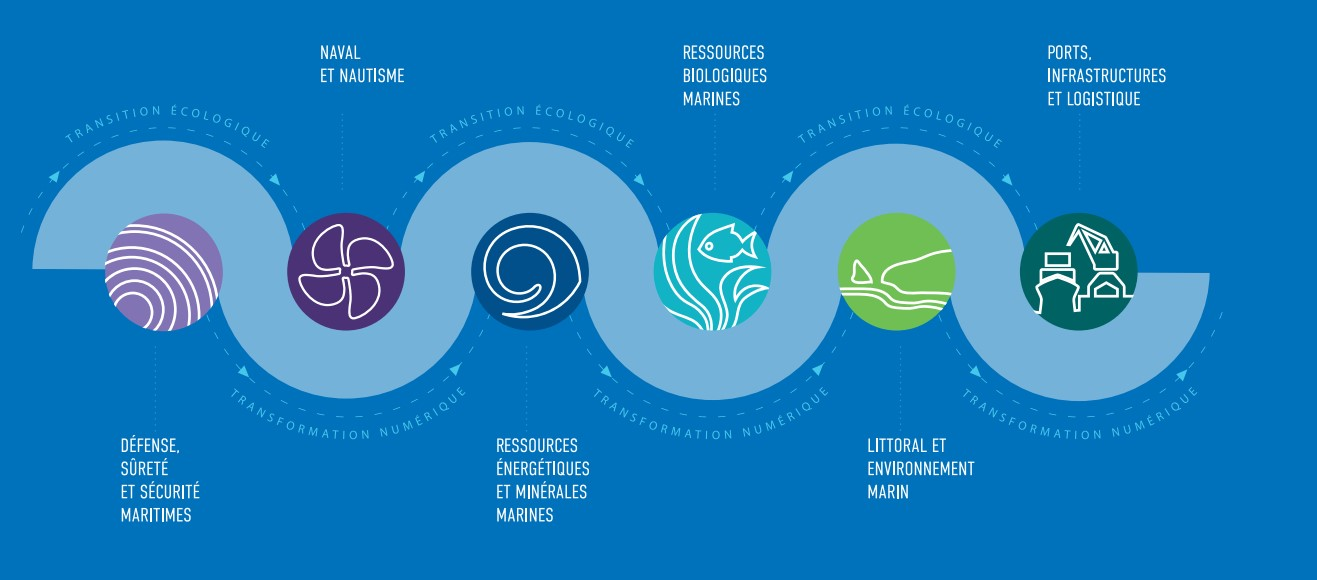 NAVAL
ET NAUTISME
RESSOURCES
BIOLOGIQUES
MARINES
PORTS,
INFRASTRUCTURES
ET LOGISTIQUE
TRANSITION ÉCOLOGIQUE
TRANSITION ÉCOLOGIQUE
TRANSITION ÉCOLOGIQUE
TRANSFORMATION NUMÉRIQUE
TRANSFORMATION NUMÉRIQUE
TRANSFORMATION NUMÉRIQUE
DÉFENSE,
SÛRETÉ
ET SÉCURITÉ
MARITIMES
RESSOURCES
ÉNERGÉTIQUES
ET MINÉRALES
MARINES
LITTORAL ET
ENVIRONNEMENT
MARIN